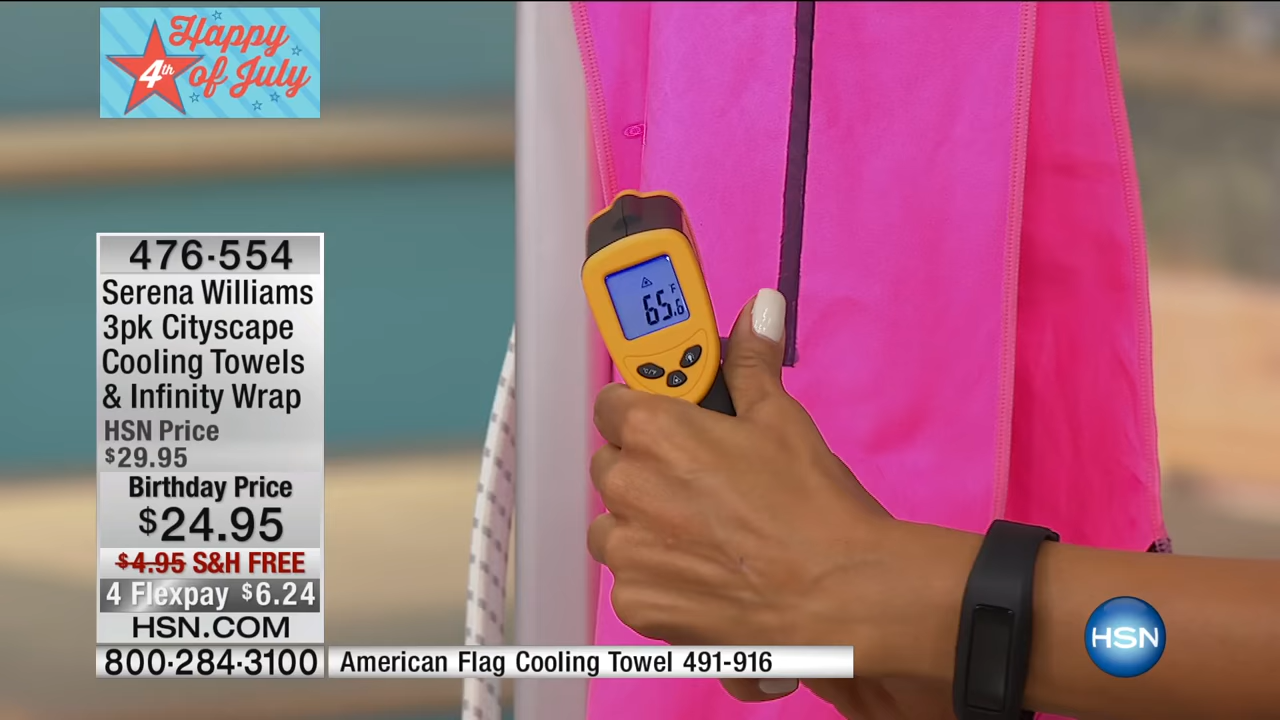 Happy
4th
of July
476·554
Serena Williams
3pk Cityscape
Cooling Towels
& Infinity Wrap
HSN Price
$29.95
Birthday Price
$24.95
$4.95 S&H FREE
4 Flexpay $6.24
HSN.COM
800·284·3100
American Flag Cooling Towel 491-916
65.6
°F
HSN